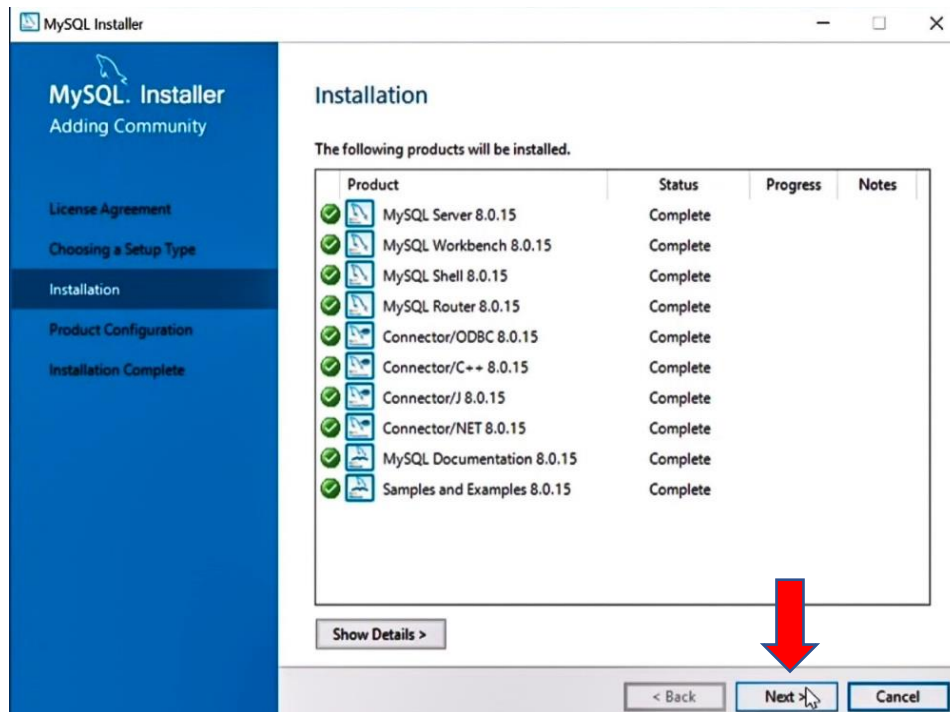 MySQL Installer
MySQL. Installer
Adding Community
License Agreement
Choosing a Setup Type
Installation
Product Configuration
Installation Complete
Installation
The following products will be installed.
Product Status Progress Notes
MySQL Server 8.0.15 Complete
MySQL Workbench 8.0.15 Complete
MySQL Shell 8.0.15 Complete
MySQL Router 8.0.15 Complete
Connector/ODBC 8.0.15 Complete
Connector/C++ 8.0.15 Complete
Connector/J 8.0.15 Complete
Connector/NET 8.0.15 Complete
MySQL Documentation 8.0.15 Complete
Samples and Examples 8.0.15 Complete
Show Details >
< Back Next > Cancel